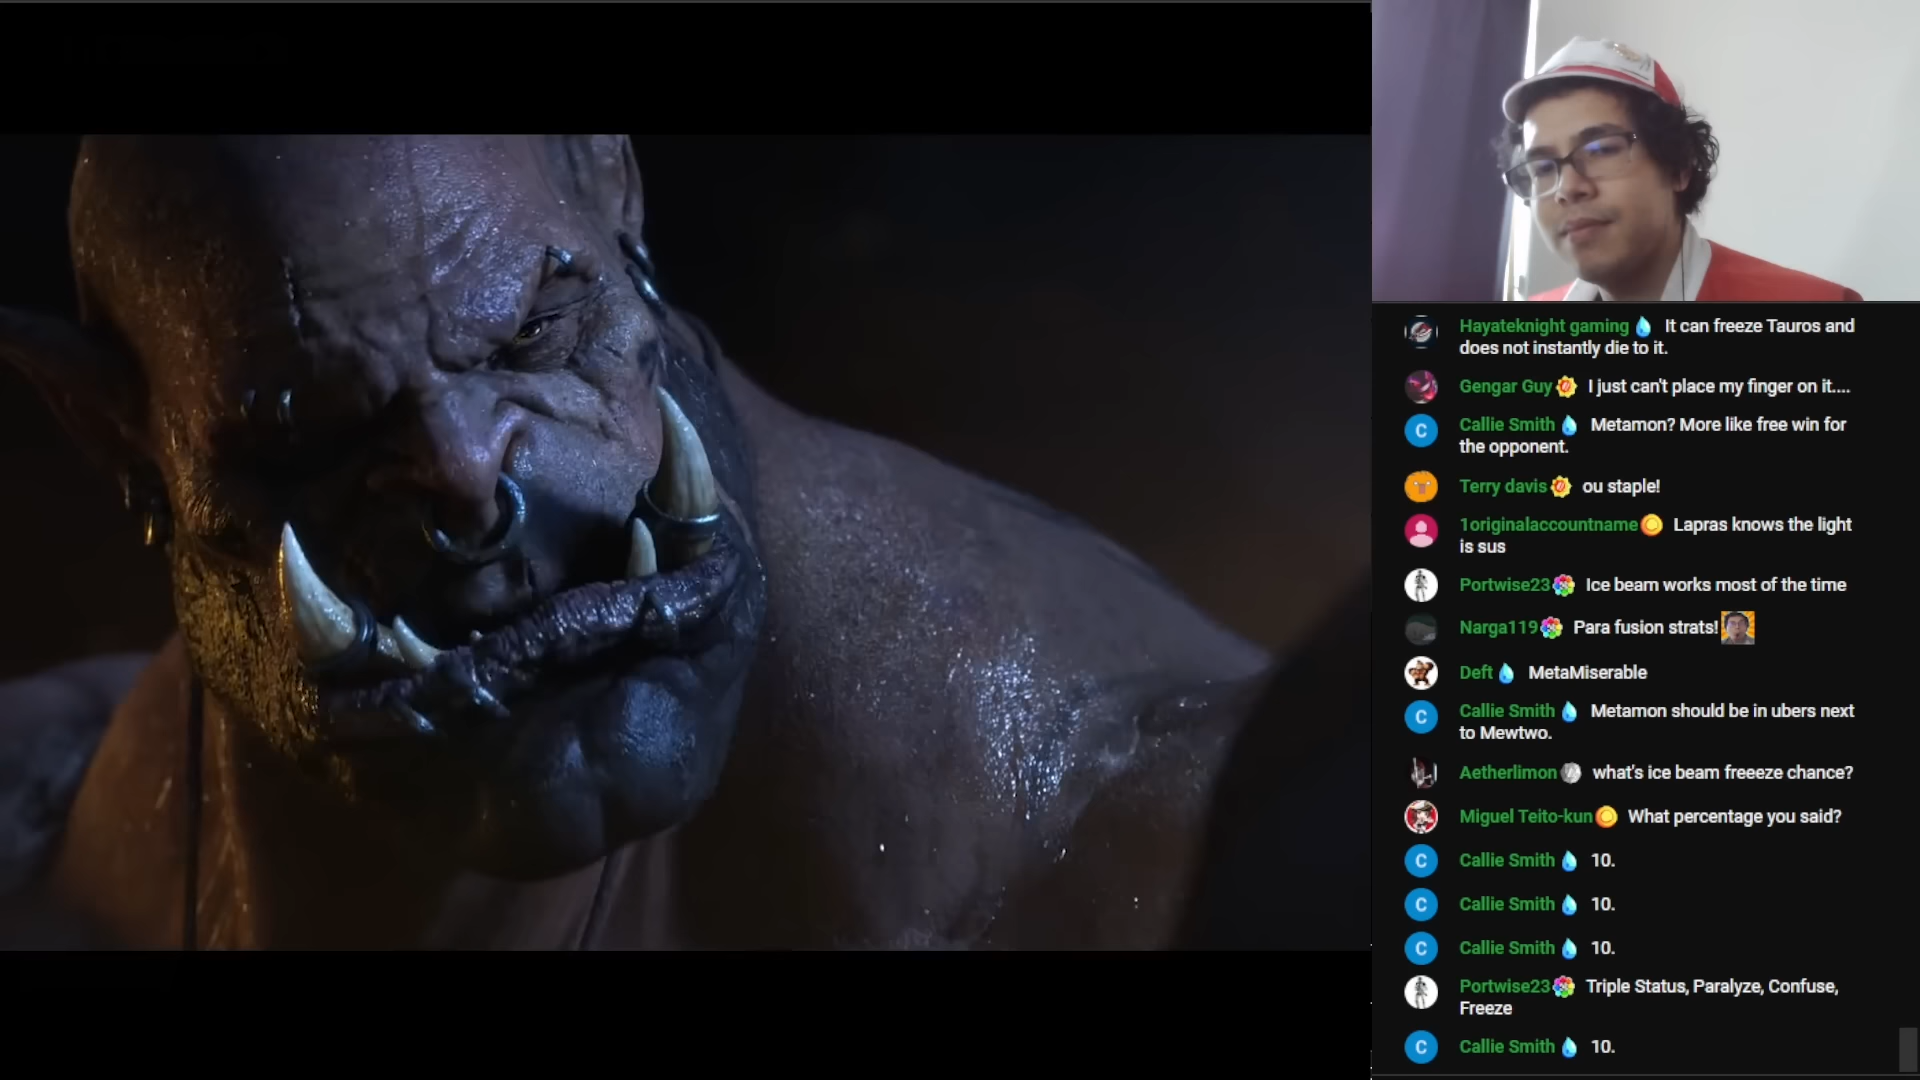 Hayateknight gaming It can freeze Tauros and
does not instantly die to it.
Gengar Guy I just can't place my finger on it....
C
Callie Smith Metamon? More like free win for
the opponent.
Terry davis ou staple!
1originalaccountname Lapras knows the light
is sus
Portwise23 Ice beam works most of the time
Narga119 Para fusion strats!
Deft MetaMiserable
C
Callie Smith Metamon should be in ubers next
to Mewtwo.
Aetherlimon what's ice beam freeeze chance?
Miguel Teito-kun What percentage you said?
C Callie Smith 10.
C Callie Smith 10.
C Callie Smith 10.
Portwise23 Triple Status, Paralyze, Confuse,
Freeze
C Callie Smith 10.